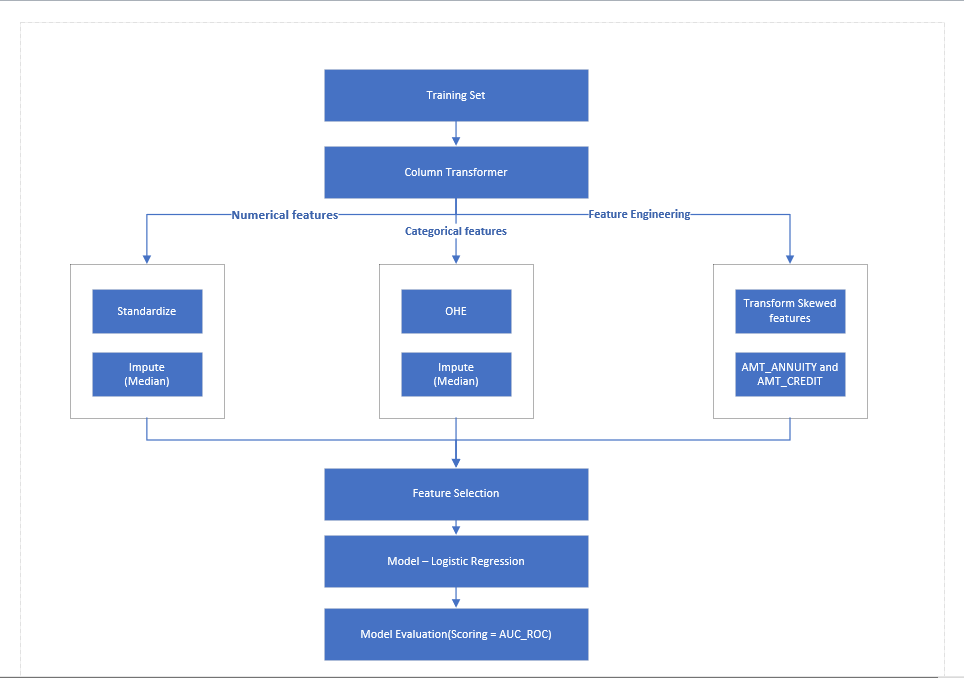 Training Set
Column Transformer
Numerical features
Feature Engineering
Categorical features
Standardize
Impute
(Median)
OHE
Impute
(Median)
Transform Skewed
features
AMT_ANNUITY and
AMT_CREDIT
Feature Selection
Model – Logistic Regression
Model Evaluation(Scoring = AUC_ROC)